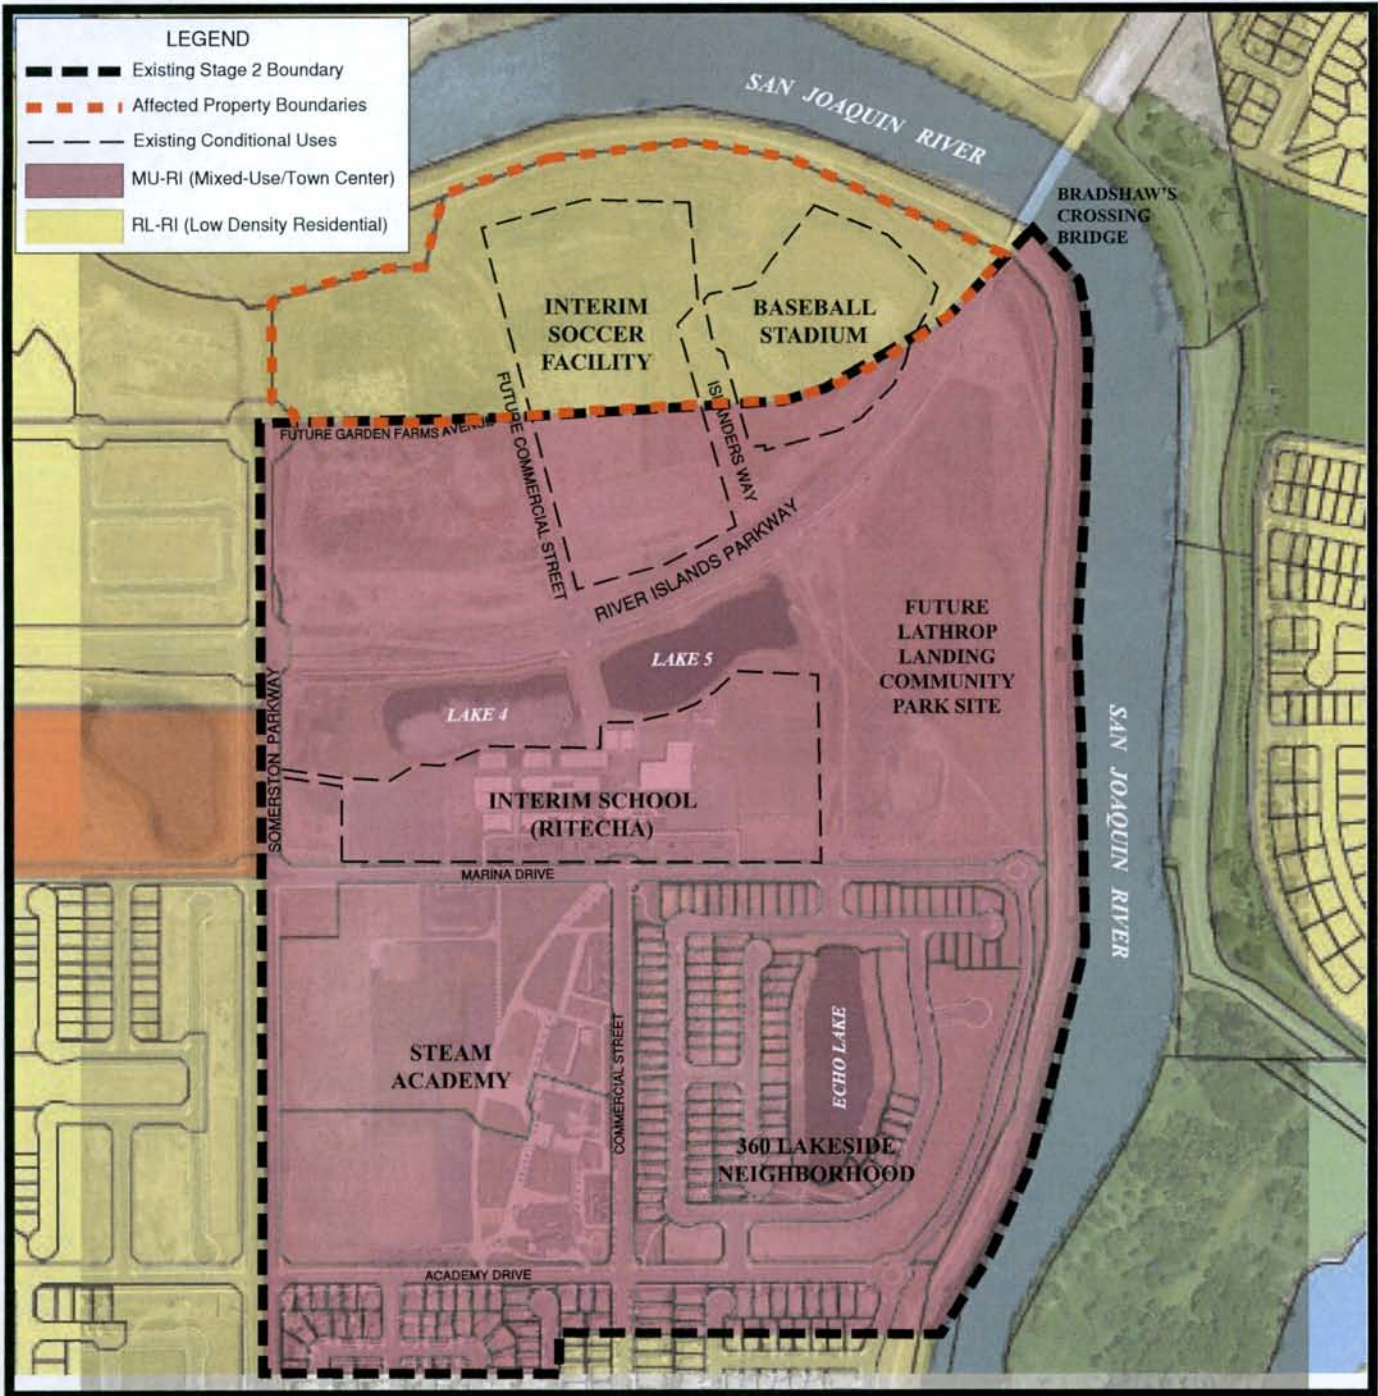 LEGEND
Existing Stage 2 Boundary
Affected Property Boundaries
Existing Conditional Uses
MU-RI (Mixed-Use/Town Center)
RL-RI (Low Density Residential)
SAN JOAQUIN RIVER
BRADSHAW'S
CROSSING
BRIDGE
INTERIM
SOCCER
FACILITY
BASEBALL
STADIUM
FUTURE GARDEN FARMS AVENUE
FUTURE COMMERCIAL STREET
ISLANDERS WAY
RIVER ISLANDS PARKWAY
FUTURE
LATHROP
LANDING
COMMUNITY
PARK SITE
LAKE 5
LAKE 4
SOMERSTON PARKWAY
SAN JOAQUIN RIVER
INTERIM SCHOOL
(RITECHA)
MARINA DRIVE
STEAM
ACADEMY
COMMERCIAL STREET
ECHO LAKE
360 LAKESIDE
NEIGHBORHOOD
ACADEMY DRIVE